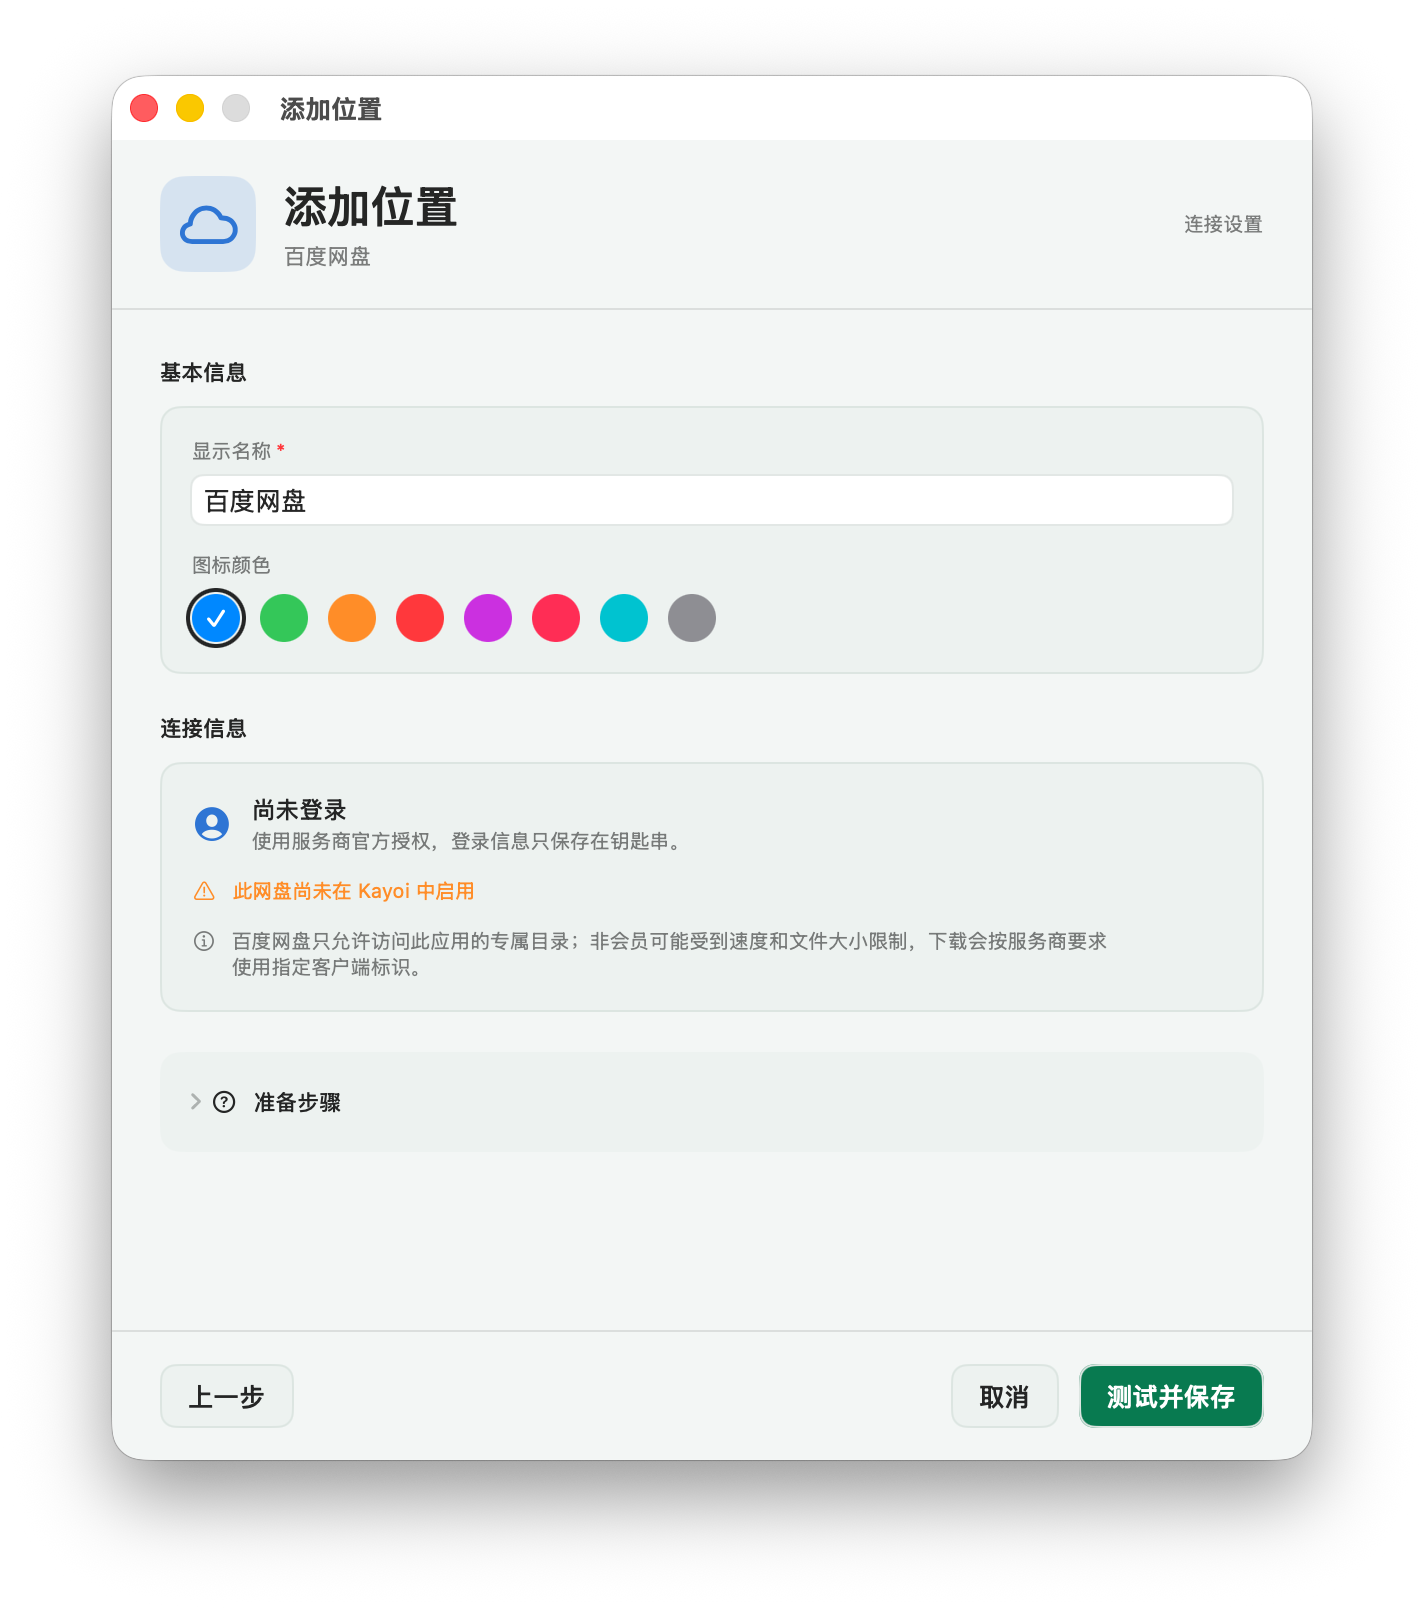 添加位置
添加位置
百度网盘
连接设置
基本信息
显示名称 *
百度网盘
图标颜色
连接信息
尚未登录
使用服务商官方授权，登录信息只保存在钥匙串。
此网盘尚未在 Kayoi 中启用
百度网盘只允许访问此应用的专属目录；非会员可能受到速度和文件大小限制，下载会按服务商要求
使用指定客户端标识。
准备步骤
上一步
取消
测试并保存